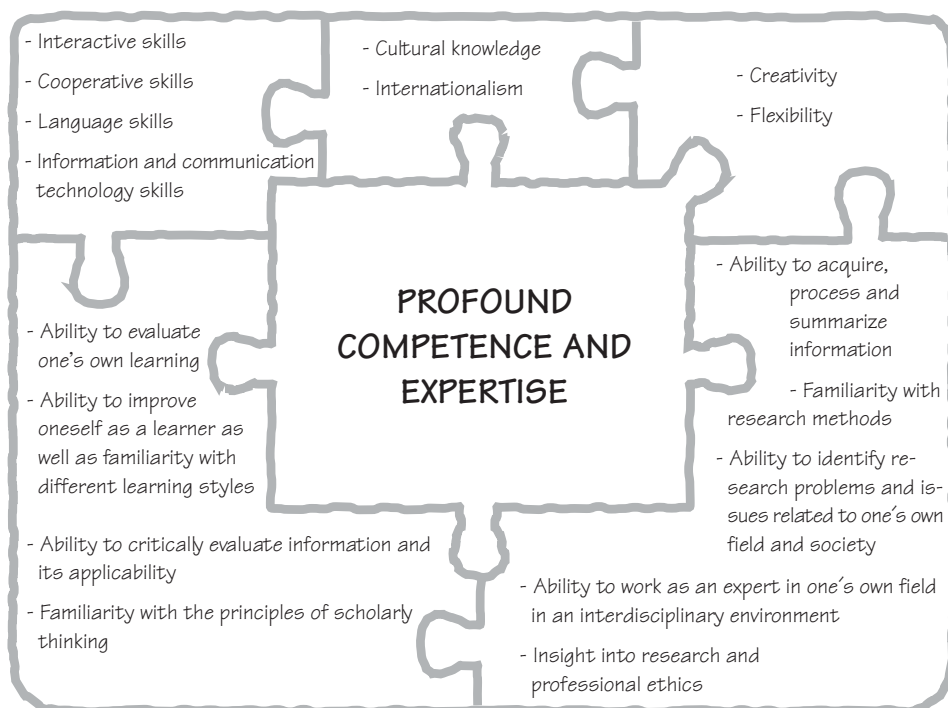 - Interactive skills
- Cooperative skills
- Language skills
- Information and communication
technology skills
- Cultural knowledge
- Internationalism
- Creativity
- Flexibility
PROFOUND
COMPETENCE AND
EXPERTISE
- Ability to evaluate
one's own learning
- Ability to improve
oneself as a learner as
well as familiarity with
different learning styles
- Ability to critically evaluate information and
its applicability
- Familiarity with the principles of scholarly
thinking
- Ability to acquire,
process and
summarize
information
- Familiarity with
research methods
- Ability to identify re-
search problems and is-
sues related to one´s own
field and society
- Ability to work as an expert in one´s own field
in an interdisciplinary environment
- Insight into research and
professional ethics